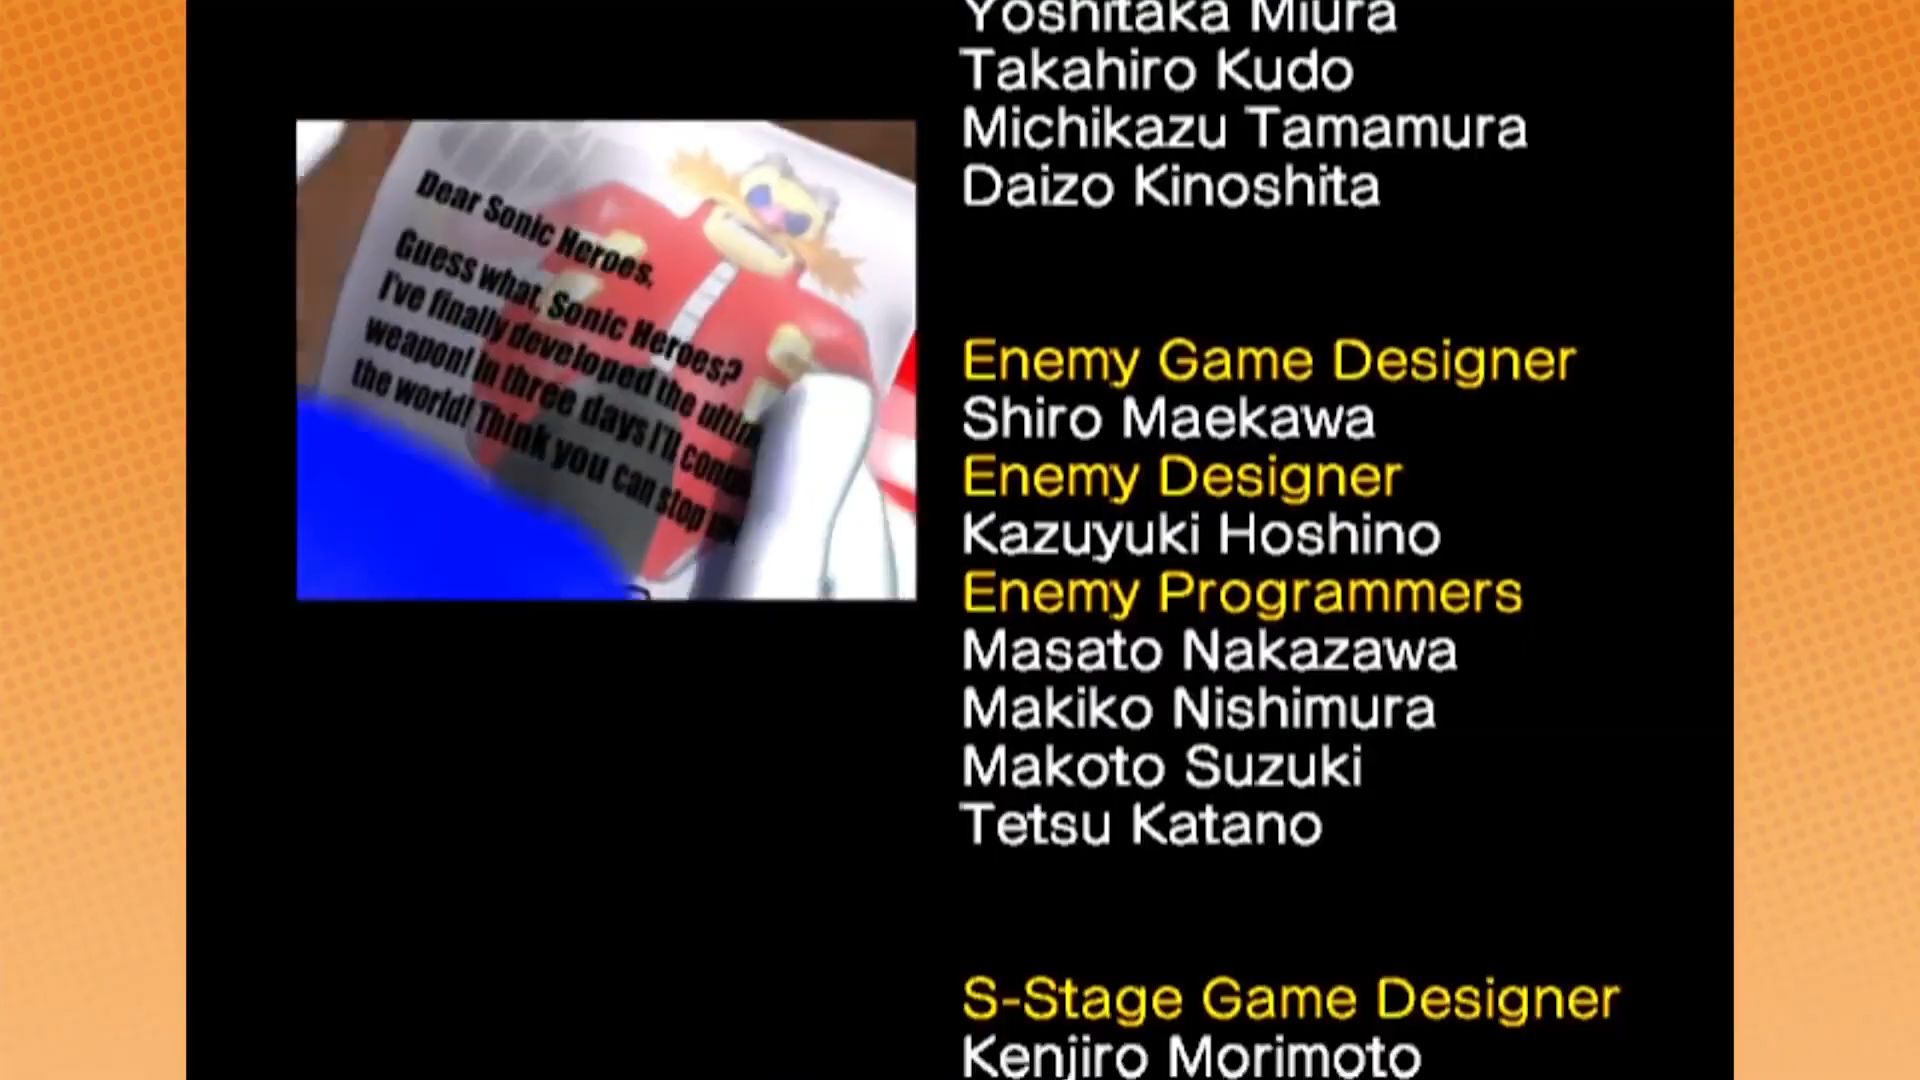 Dear Sonic Heroes,
Guess what, Sonic Heroes?
I've finally developed the
weapon! In three days I'll
the world! Think you can stop
Yoshitaka Miura
Takahiro Kudo
Michikazu Tamamura
Daizo Kinoshita
Enemy Game Designer
Shiro Maekawa
Enemy Designer
Kazuyuki Hoshino
Enemy Programmers
Masato Nakazawa
Makiko Nishimura
Makoto Suzuki
Tetsu Katano
S-Stage Game Designer
Kenjiro Morimoto